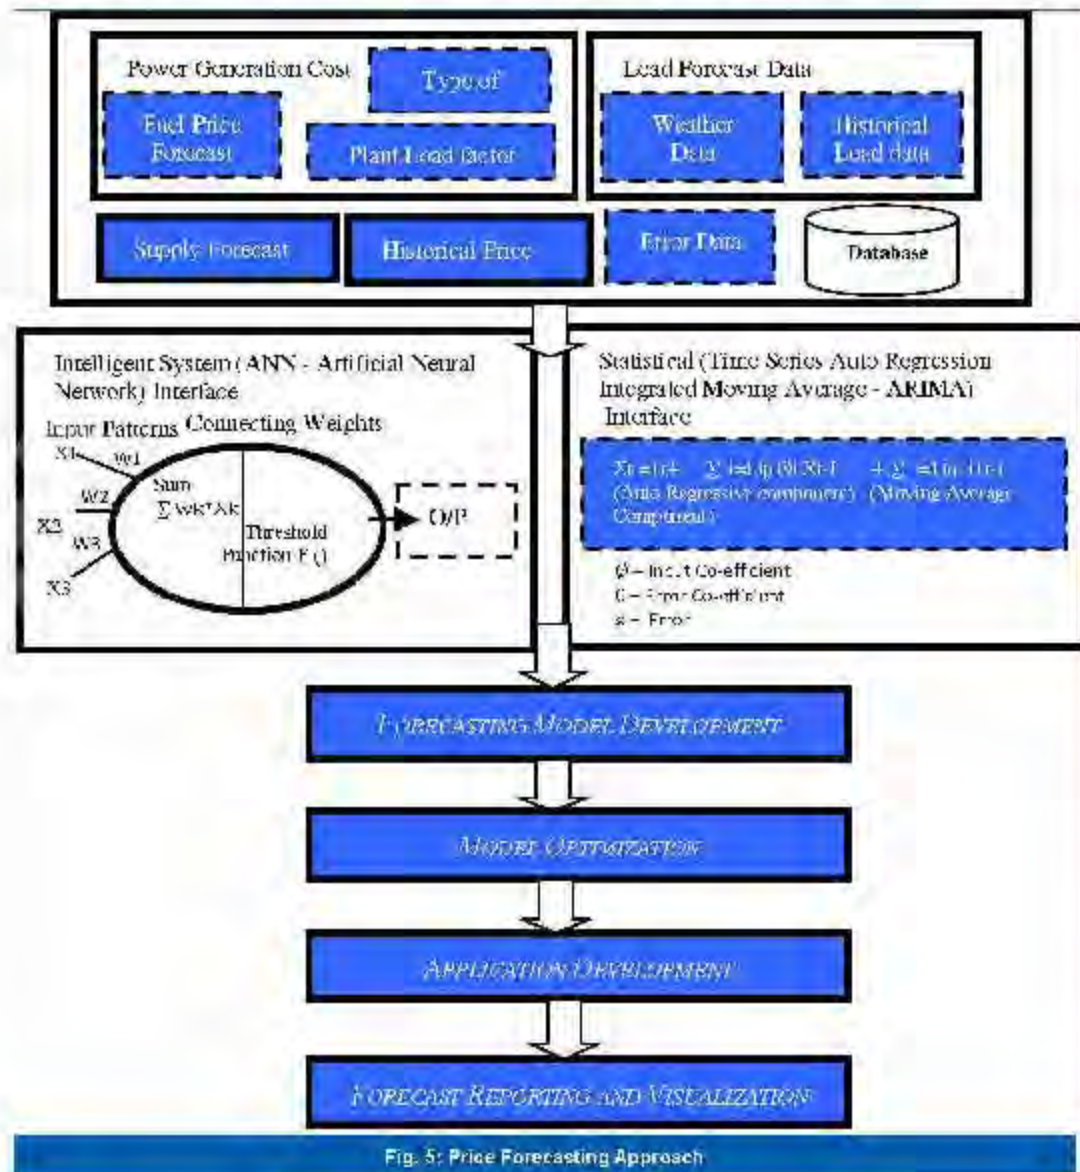 Power Generation Cost
Type of
Fuel Price
Forecast
Plant Load factor
Load Forecast Data
Weather
Data
Historical
Load data
Supply Forecast
Historical Price
Error Data
Database
Intelligent System (ANN - Artificial Neural
Network) Interface
Input Patterns
Connecting Weights
X1
W1
W2
X2
W3
X3
Sum
∑ Wk*Xk
Threshold
Function F ()
O/P
Statistical (Time Series Auto Regression
Integrated Moving Average - ARIMA)
Interface
(Auto Regressive component) (Moving Average
Component)
Input Co-efficient
Error Co-efficient
Error
FORECASTING MODEL DEVELOPMENT
MODEL OPTIMIZATION
APPLICATION DEVELOPMENT
FORECAST REPORTING AND VISUALIZATION
Fig. 5: Price Forecasting Approach